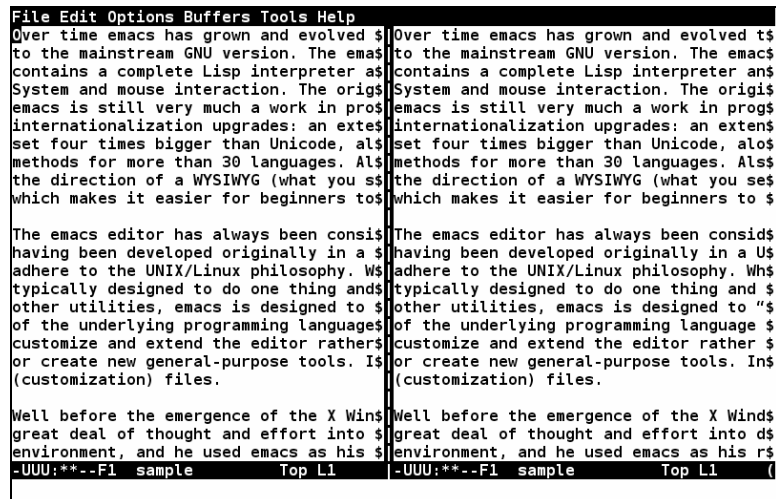 File Edit Options Buffers Tools Help
Over time emacs has grown and evolved $
to the mainstream GNU version. The ema$
contains a complete Lisp interpreter a$
System and mouse interaction. The orig$
emacs is still very much a work in pro$
internationalization upgrades: an exte$
set four times bigger than Unicode, al$
methods for more than 30 languages. Al$
the direction of a WYSIWYG (what you s$
which makes it easier for beginners to$
The emacs editor has always been consi$
having been developed originally in a $
adhere to the UNIX/Linux philosophy. W$
typically designed to do one thing and$
other utilities, emacs is designed to $
of the underlying programming language$
customize and extend the editor rather$
or create new general-purpose tools. I$
(customization) files.
Well before the emergence of the X Win$
great deal of thought and effort into $
environment, and he used emacs as his $
-UUU:**--F1  sample         Top L1
Over time emacs has grown and evolved t$
to the mainstream GNU version. The emac$
contains a complete Lisp interpreter an$
System and mouse interaction. The origi$
emacs is still very much a work in prog$
internationalization upgrades: an exten$
set four times bigger than Unicode, alo$
methods for more than 30 languages. Als$
the direction of a WYSIWYG (what you se$
which makes it easier for beginners to $
The emacs editor has always been consid$
having been developed originally in a U$
adhere to the UNIX/Linux philosophy. Wh$
typically designed to do one thing and $
other utilities, emacs is designed to “$
of the underlying programming language $
customize and extend the editor rather $
or create new general-purpose tools. In$
(customization) files.
Well before the emergence of the X Wind$
great deal of thought and effort into d$
environment, and he used emacs as his r$
-UUU:**--F1  sample         Top L1     (